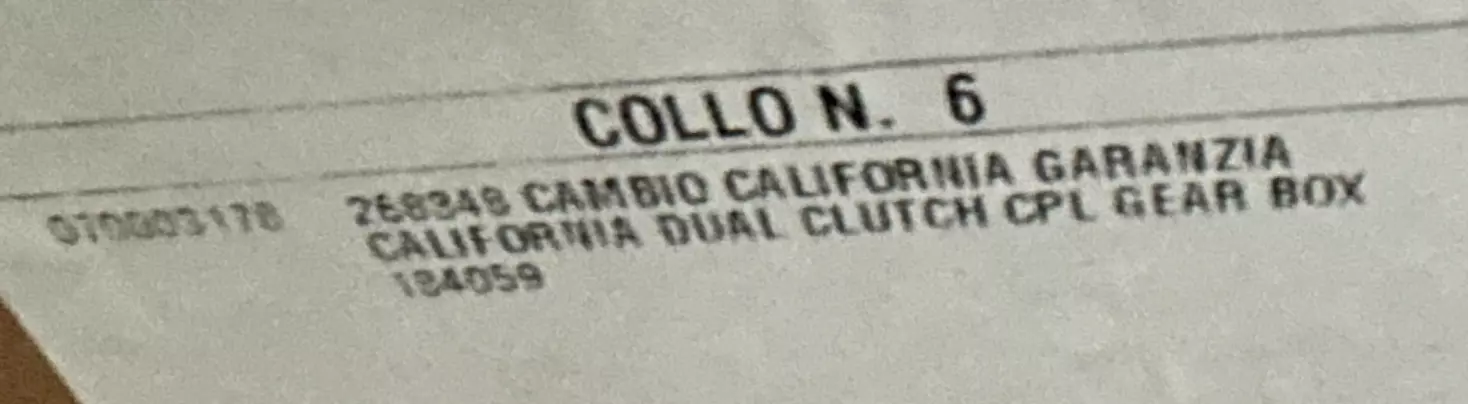 COLLO N. 6
268348 CAMBIO CALIFORNIA GARANZIA
CALIFORNIA DUAL CLUTCH CPL GEAR BOX
184059